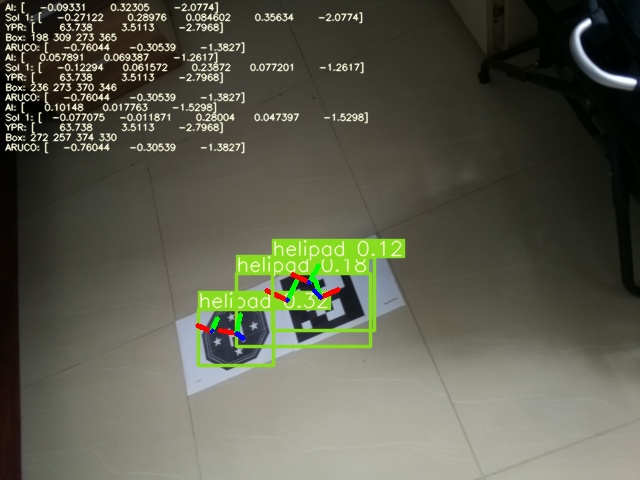 AI: [ -0.09331 0.32305 -2.0774]
Sol 1: [ -0.27122 0.28976 0.084602 0.35634 -2.0774]
YPR: [ 63.738 3.5113 -2.7968]
Box: 198 309 273 365
ARUCO: [ -0.76044 -0.30539 -1.3827]
AI: [ 0.057891 0.069387 -1.2617]
Sol 1: [ -0.12294 0.061572 0.23872 0.077201 -1.2617]
YPR: [ 63.738 3.5113 -2.7968]
Box: 236 273 370 346
ARUCO: [ -0.76044 -0.30539 -1.3827]
AI: [ 0.10148 0.017763 -1.5298]
Sol 1: [ -0.077075 -0.011871 0.28004 0.047397 -1.5298]
YPR: [ 63.738 3.5113 -2.7968]
Box: 272 257 374 330
ARUCO: [ -0.76044 -0.30539 -1.3827]
helipad 0.12
helipad 0.18
helipad 0.32